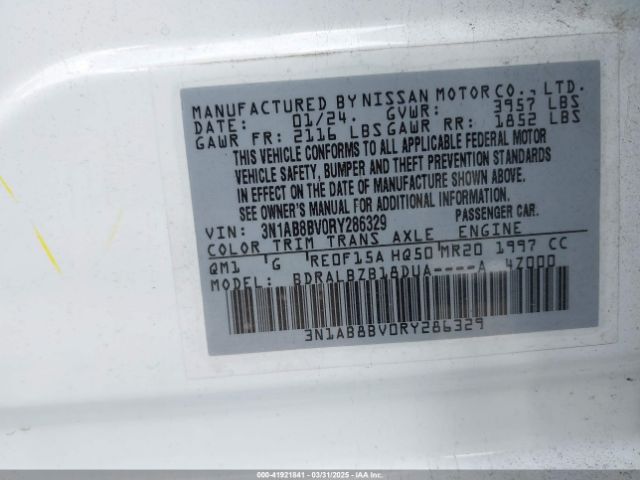 MANUFACTURED BY NISSAN MOTOR CO., LTD.
DATE: 01/24. GVWR: 3957 LBS
GAWR FR: 2116 LBS GAWR RR: 1852 LBS
THIS VEHICLE CONFORMS TO ALL APPLICABLE FEDERAL MOTOR
VEHICLE SAFETY, BUMPER AND THEFT PREVENTION STANDARDS
IN EFFECT ON THE DATE OF MANUFACTURE SHOWN ABOVE.
SEE OWNER'S MANUAL FOR ADDITIONAL INFORMATION.
VIN: 3N1AB8BV0RY286329 PASSENGER CAR.
COLOR TRIM TRANS AXLE ENGINE
QM1 'G 'RE0F15A HQ50 MR20 1997 CC
MODEL: BDRALBZB18DUA----A 4Z000
3N1AB8BV0RY286329
000-41921841 - 03/31/2025 - COPART IAA